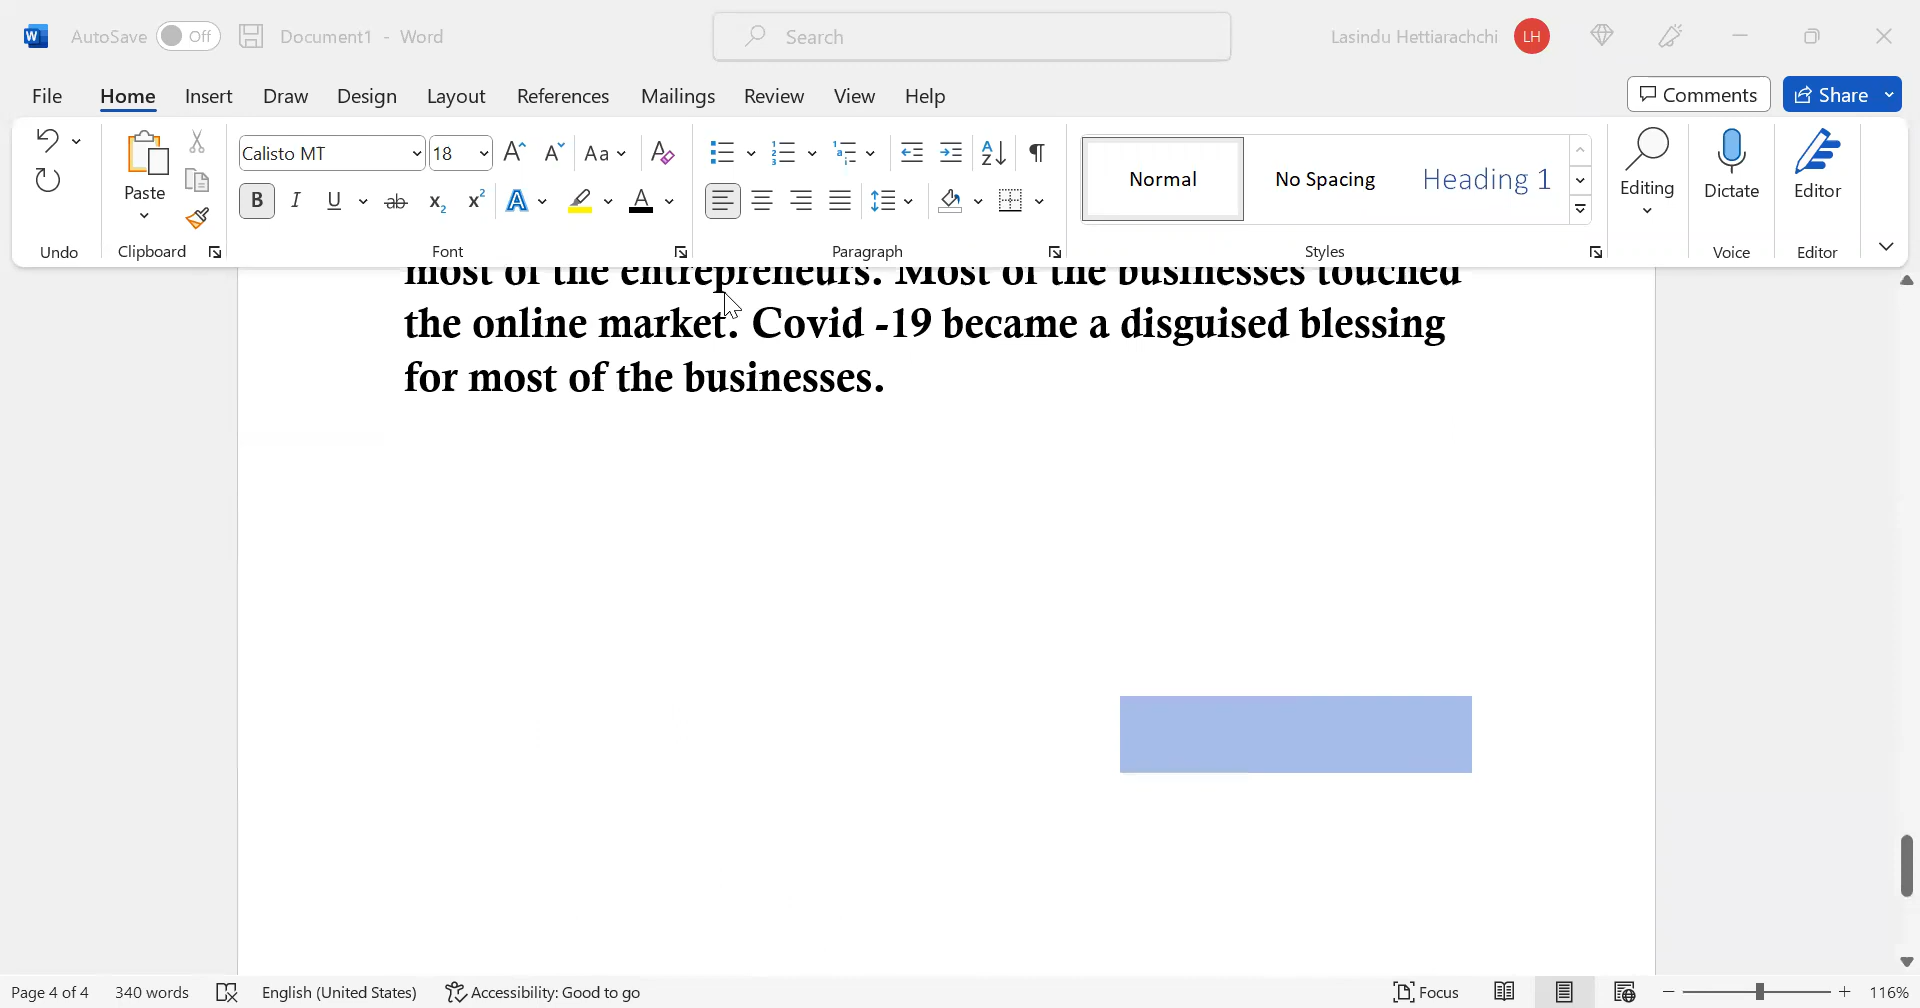 AutoSave Off Document1 - Word Search Lasindu Hettiarachchi LH
File Home Insert Draw Design Layout References Mailings Review View Help Comments Share
Calisto MT 18 Aa
Paste Normal No Spacing Heading 1 Editing Dictate Editor
B I U ab x2 x2 A A
Undo Clipboard Font Paragraph Styles Voice Editor
most of the entrepreneurs. Most of the businesses touched
the online market. Covid -19 became a disguised blessing
for most of the businesses.
Page 4 of 4 340 words English (United States) Accessibility: Good to go Focus 116%